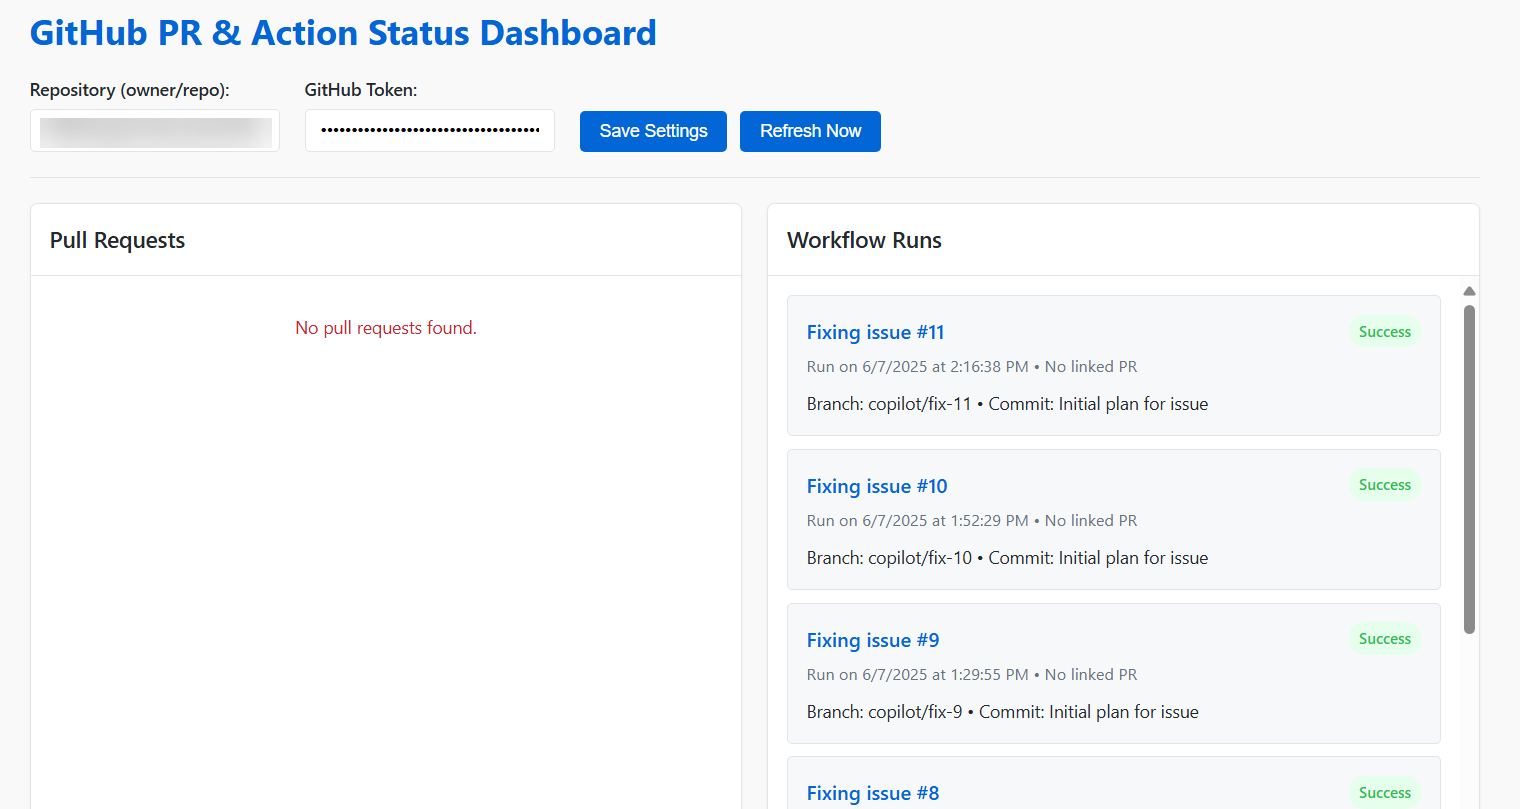 GitHub PR & Action Status Dashboard
Repository (owner/repo):
GitHub Token:
••••••••••••••••••••••••••••••••••••
Save Settings
Refresh Now
Pull Requests
No pull requests found.
Workflow Runs
Fixing issue #11
Success
Run on 6/7/2025 at 2:16:38 PM • No linked PR
Branch: copilot/fix-11 • Commit: Initial plan for issue
Fixing issue #10
Success
Run on 6/7/2025 at 1:52:29 PM • No linked PR
Branch: copilot/fix-10 • Commit: Initial plan for issue
Fixing issue #9
Success
Run on 6/7/2025 at 1:29:55 PM • No linked PR
Branch: copilot/fix-9 • Commit: Initial plan for issue
Fixing issue #8
Success